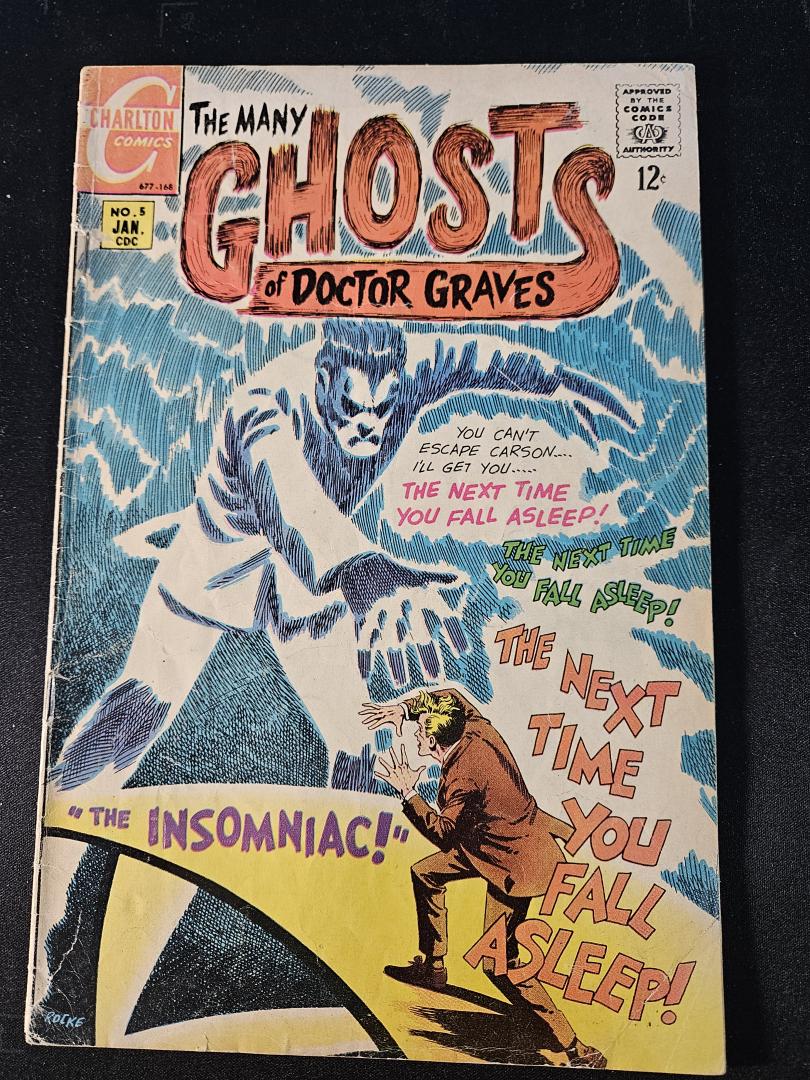 CHARLTON
COMICS
677-168
NO. 5
JAN.
CDC
THE MANY
GHOSTS
of DOCTOR GRAVES
APPROVED
BY THE
COMICS
CODE
CA
AUTHORITY
12¢
YOU CAN'T
ESCAPE CARSON....
I'LL GET YOU.....
THE NEXT TIME
YOU FALL ASLEEP!
THE NEXT TIME
YOU FALL ASLEEP!
THE NEXT
TIME
YOU
FALL
ASLEEP!
"THE INSOMNIAC!"
ROCKE